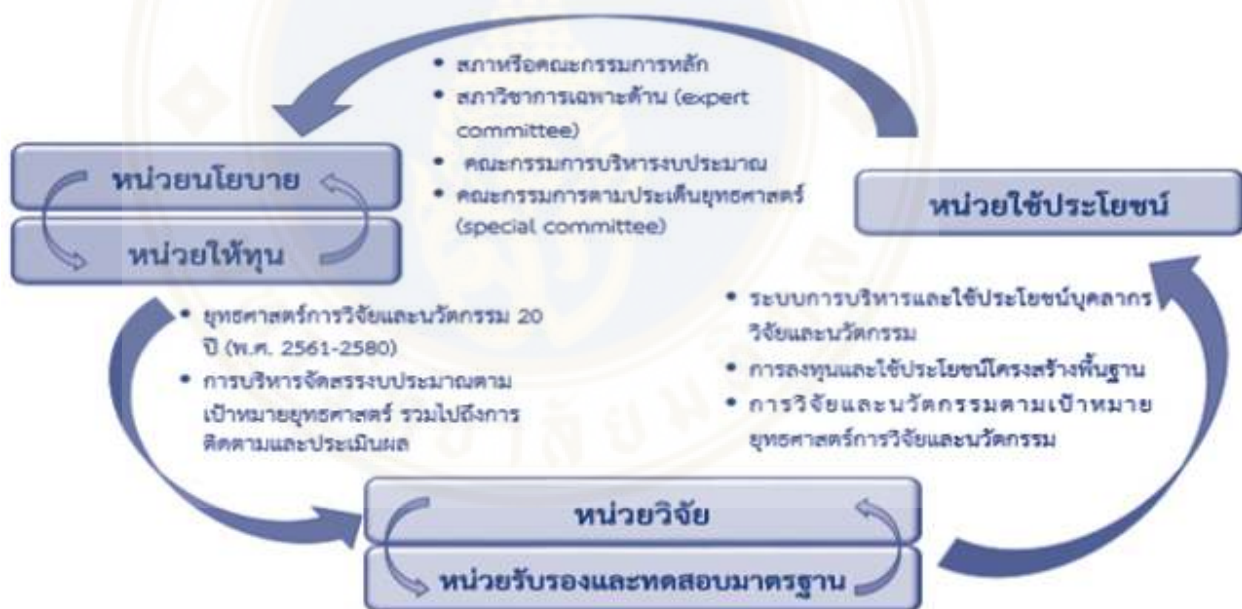 • สภาหรือคณะกรรมการหลัก
• สภาวิชาการเฉพาะด้าน (expert
committee)
• คณะกรรมการบริหารงบประมาณ
• คณะกรรมการตามประเด็นยุทธศาสตร์
(special committee)
หน่วยนโยบาย
หน่วยให้ทุน
หน่วยใช้ประโยชน์
• ยุทธศาสตร์การวิจัยและนวัตกรรม 20
ปี (พ.ศ. 2561-2580)
• การบริหารจัดสรรงบประมาณตาม
เป้าหมายยุทธศาสตร์ รวมไปถึงการ
ติดตามและประเมินผล
• ระบบการบริหารและใช้ประโยชน์บุคลากร
วิจัยและนวัตกรรม
• การลงทุนและใช้ประโยชน์โครงสร้างพื้นฐาน
• การวิจัยและนวัตกรรมตามเป้าหมาย
ยุทธศาสตร์การวิจัยและนวัตกรรม
หน่วยวิจัย
หน่วยรับรองและทดสอบมาตรฐาน